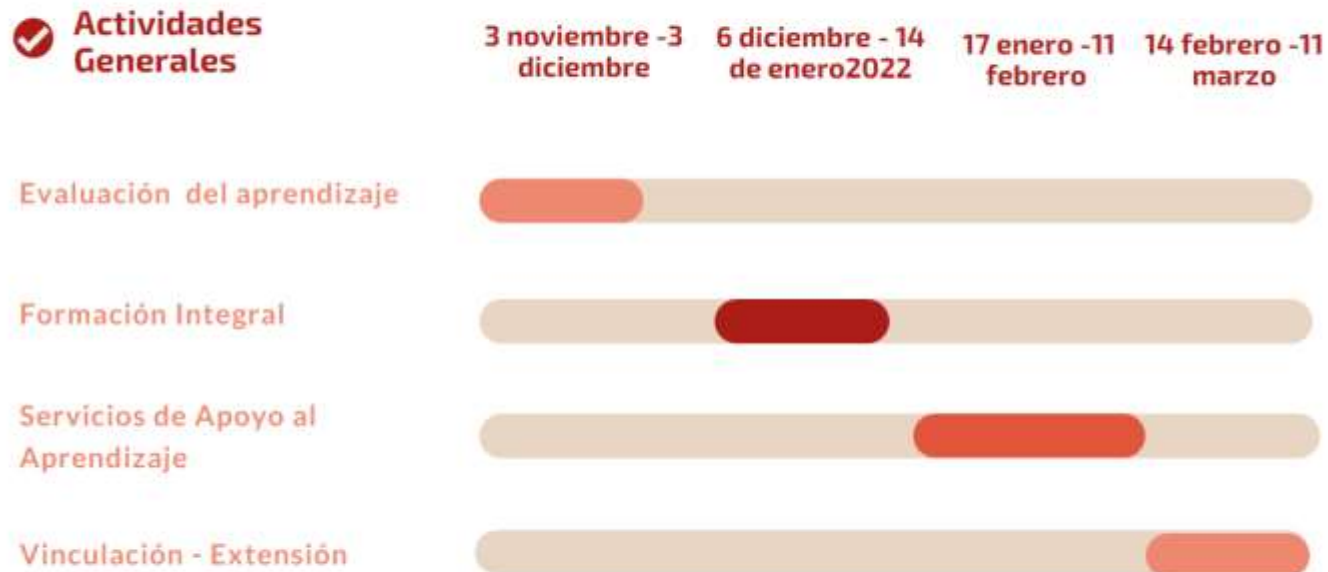 Actividades
Generales
3 noviembre -3
diciembre
6 diciembre - 14
de enero2022
17 enero -11
febrero
14 febrero -11
marzo
Evaluación del aprendizaje
Formación Integral
Servicios de Apoyo al
Aprendizaje
Vinculación - Extensión